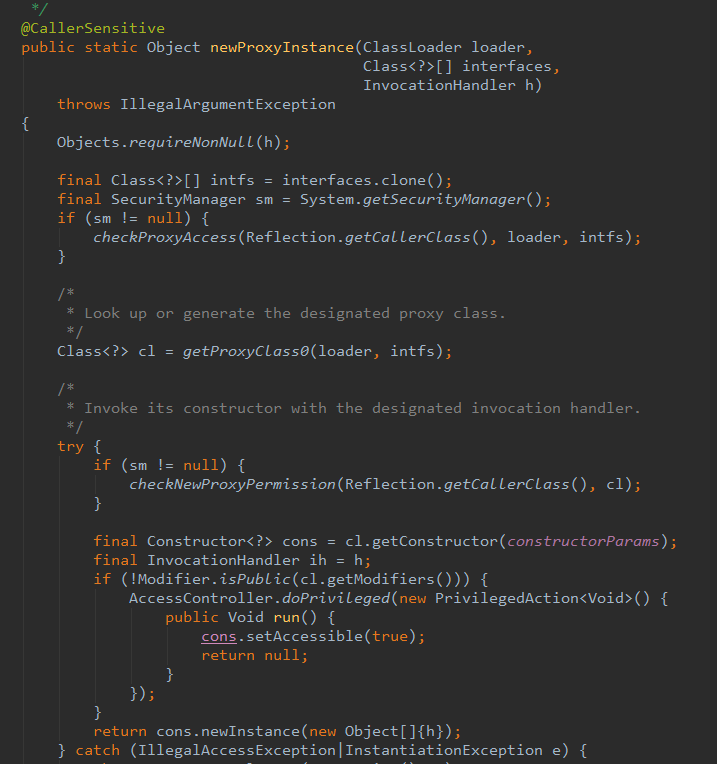 */
@CallerSensitive
public static Object newProxyInstance(ClassLoader loader,
Class<?>[] interfaces,
InvocationHandler h)
throws IllegalArgumentException
{
Objects.requireNonNull(h);
final Class<?>[] intfs = interfaces.clone();
final SecurityManager sm = System.getSecurityManager();
if (sm != null) {
checkProxyAccess(Reflection.getCallerClass(), loader, intfs);
}
/*
* Look up or generate the designated proxy class.
*/
Class<?> cl = getProxyClass0(loader, intfs);
/*
* Invoke its constructor with the designated invocation handler.
*/
try {
if (sm != null) {
checkNewProxyPermission(Reflection.getCallerClass(), cl);
}
final Constructor<?> cons = cl.getConstructor(constructorParams);
final InvocationHandler ih = h;
if (!Modifier.isPublic(cl.getModifiers())) {
AccessController.doPrivileged(new PrivilegedAction<Void>() {
public Void run() {
cons.setAccessible(true);
return null;
}
});
}
return cons.newInstance(new Object[]{h});
} catch (IllegalAccessException|InstantiationException e) {